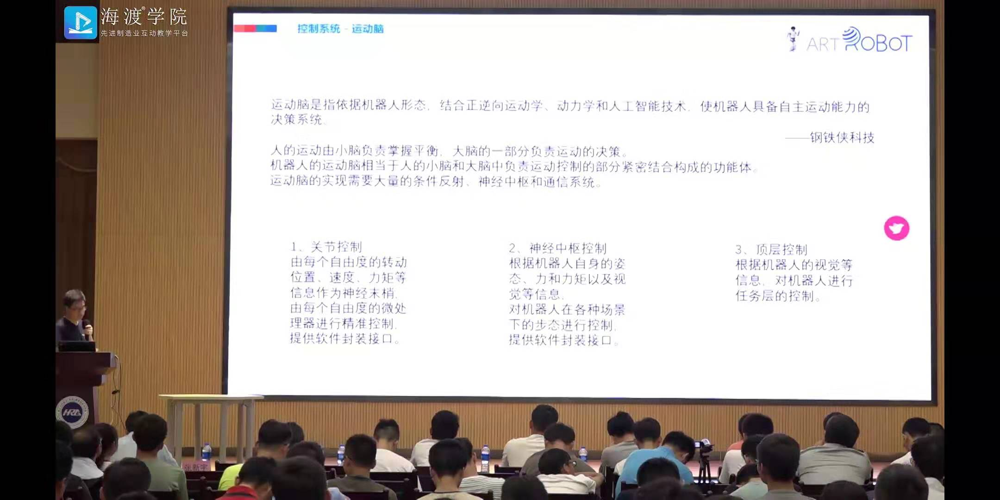 海渡®学院
先进制造业互动教学平台
控制系统 - 运动脑
ART ROBOT
运动脑是指依据机器人形态，结合正逆向运动学、动力学和人工智能技术，使机器人具备自主运动能力的
决策系统。
——钢铁侠科技
人的运动由小脑负责掌握平衡，大脑的一部分负责运动的决策。
机器人的运动脑相当于人的小脑和大脑中负责运动控制的部分紧密结合构成的功能体。
运动脑的实现需要大量的条件反射、神经中枢和通信系统。
1、关节控制
由每个自由度的转动
位置、速度、力矩等
信息作为神经末梢，
由每个自由度的微处
理器进行精准控制，
提供软件封装接口。
2、神经中枢控制
根据机器人自身的姿
态、力和力矩以及视
觉等信息，
对机器人在各种场景
下的步态进行控制，
提供软件封装接口。
3、顶层控制
根据机器人的视觉等
信息，对机器人进行
任务层的控制。
HRG